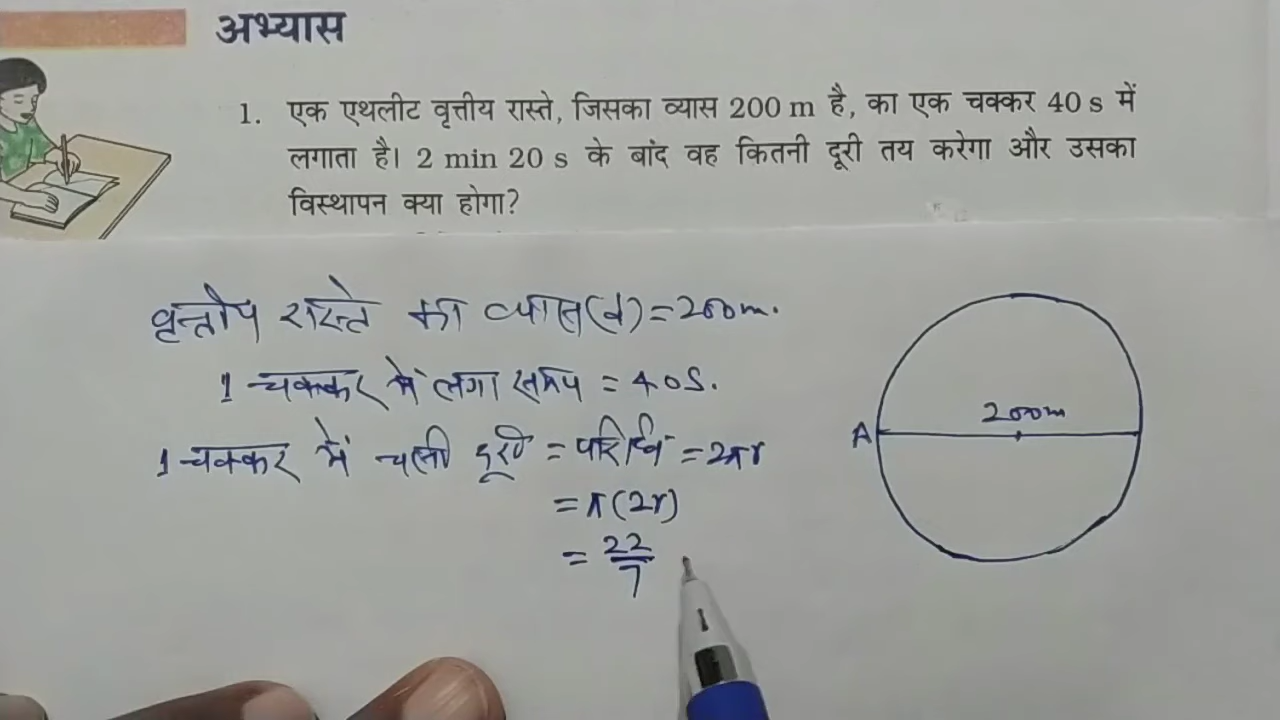 अभ्यास
1. एक एथलीट वृत्तीय रास्ते, जिसका व्यास 200 m है, का एक चक्कर 40 s में
लगाता है। 2 min 20 s के बाद वह कितनी दूरी तय करेगा और उसका
विस्थापन क्या होगा?
वृत्तीय रास्ते का व्यास(d)=200m.
1 चक्कर में लगा समय = 40S.
1 चक्कर में चली दूरी = परिधि = 2πr
= π(2r)
= 22/7
A
200m